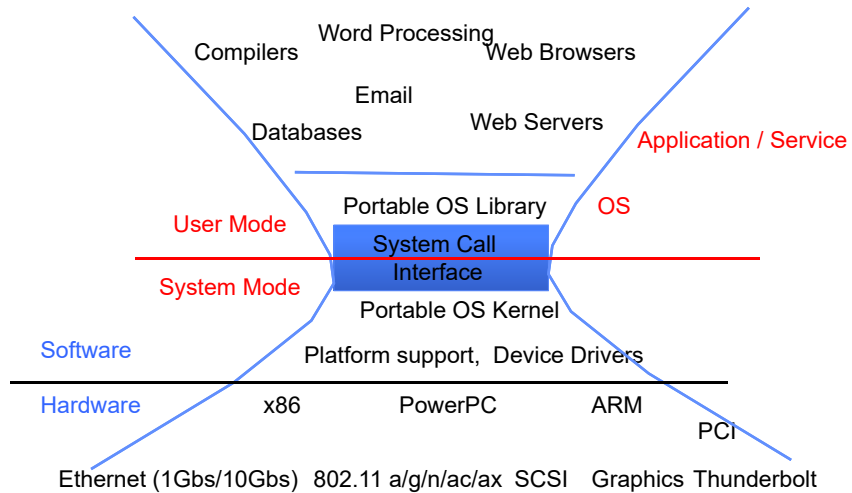 Word Processing
Compilers
Web Browsers
Email
Databases
Web Servers
Application / Service
Portable OS Library
OS
User Mode
System Call
Interface
System Mode
Portable OS Kernel
Software
Platform support, Device Drivers
Hardware
x86
PowerPC
ARM
PCI
Ethernet (1Gbs/10Gbs)
802.11 a/g/n/ac/ax
SCSI
Graphics
Thunderbolt